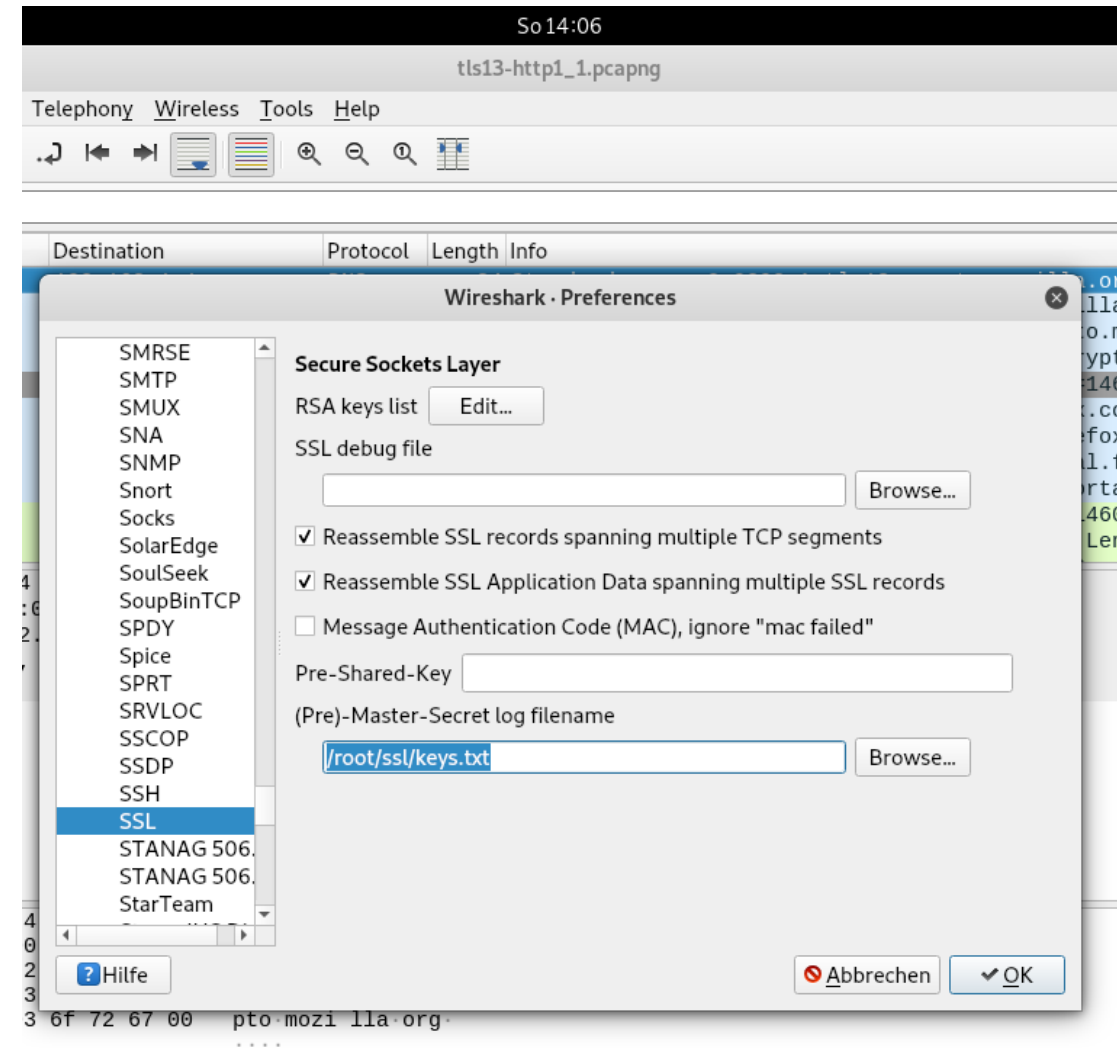 So 14:06
tls13-http1_1.pcapng
Telephony Wireless Tools Help
Destination Protocol Length Info
Wireshark · Preferences
SMRSE
SMTP
SMUX
SNA
SNMP
Snort
Socks
SolarEdge
SoulSeek
SoupBinTCP
SPDY
Spice
SPRT
SRVLOC
SSCOP
SSDP
SSH
SSL
STANAG 506.
STANAG 506.
StarTeam
Secure Sockets Layer
RSA keys list Edit...
SSL debug file
Browse...
Reassemble SSL records spanning multiple TCP segments
Reassemble SSL Application Data spanning multiple SSL records
Message Authentication Code (MAC), ignore "mac failed"
Pre-Shared-Key
(Pre)-Master-Secret log filename
/root/ssl/keys.txt Browse...
Hilfe Abbrechen OK
3 6f 72 67 00 pto·mozi lla·org·
····